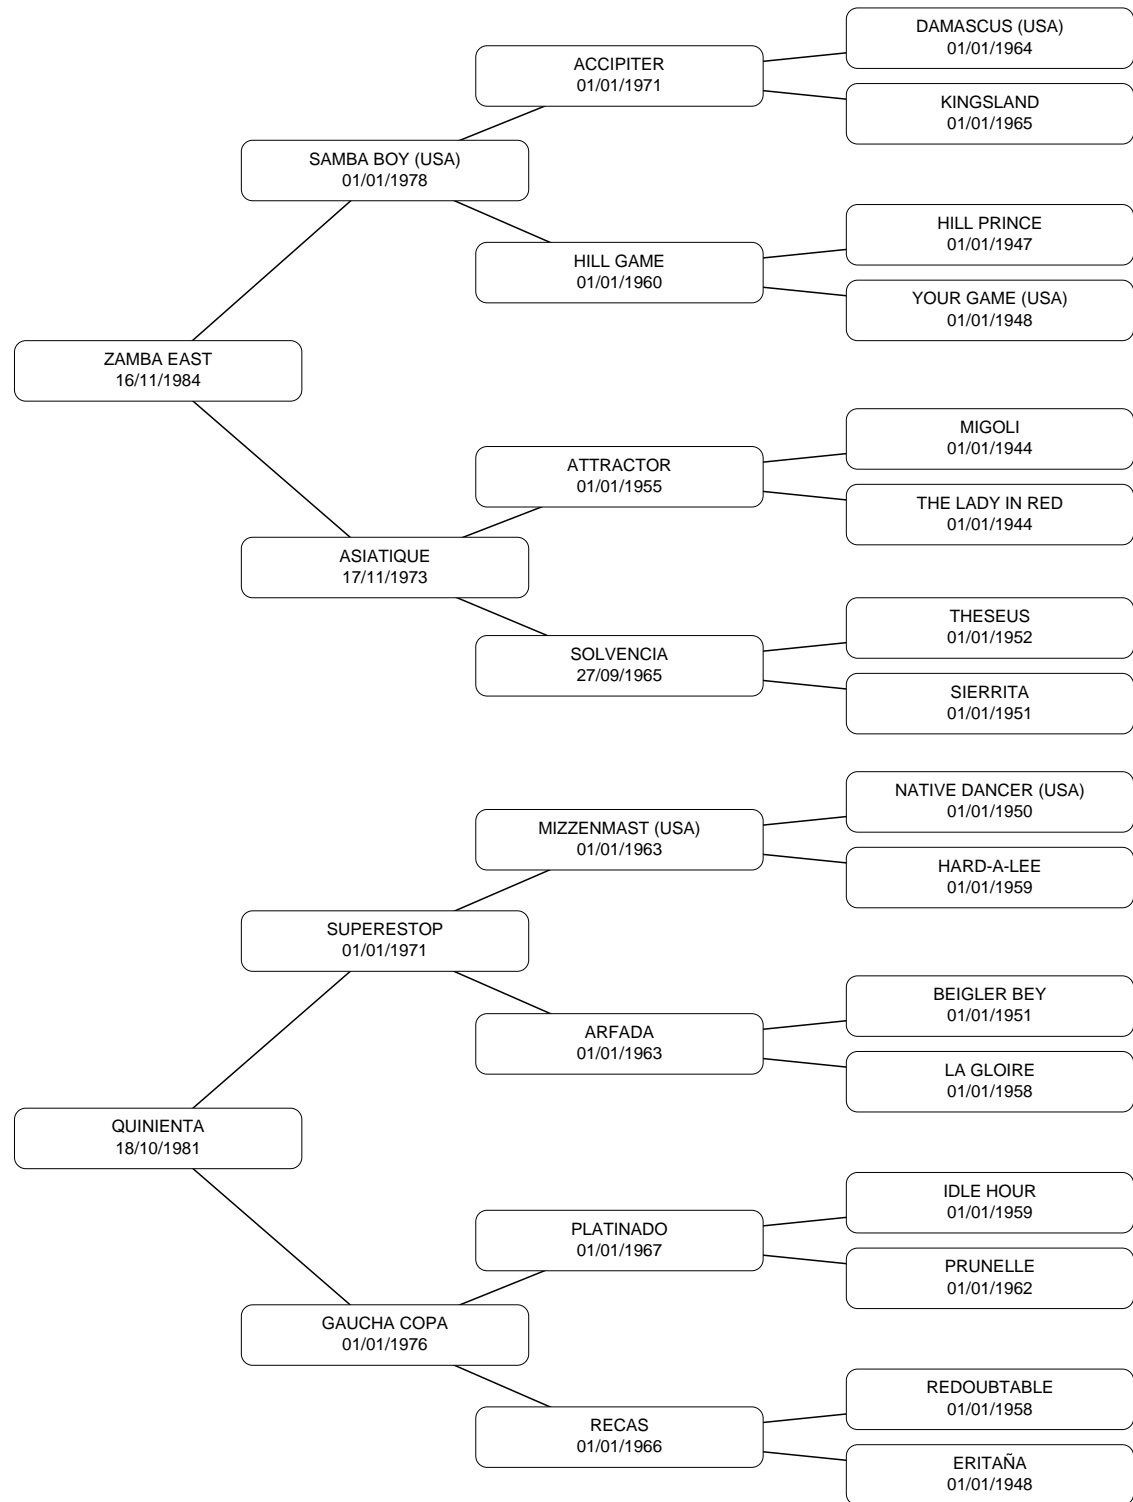 DAMASCUS (USA)
01/01/1964
ACCIPITER
01/01/1971
KINGSLAND
01/01/1965
SAMBA BOY (USA)
01/01/1978
HILL PRINCE
01/01/1947
HILL GAME
01/01/1960
YOUR GAME (USA)
01/01/1948
ZAMBA EAST
16/11/1984
MIGOLI
01/01/1944
ATTRACTOR
01/01/1955
THE LADY IN RED
01/01/1944
ASIATIQUE
17/11/1973
THESEUS
01/01/1952
SOLVENCIA
27/09/1965
SIERRITA
01/01/1951
NATIVE DANCER (USA)
01/01/1950
MIZZENMAST (USA)
01/01/1963
HARD-A-LEE
01/01/1959
SUPERESTOP
01/01/1971
BEIGLER BEY
01/01/1951
ARFADA
01/01/1963
LA GLOIRE
01/01/1958
QUINIENTA
18/10/1981
IDLE HOUR
01/01/1959
PLATINADO
01/01/1967
PRUNELLE
01/01/1962
GAUCHA COPA
01/01/1976
REDOUBTABLE
01/01/1958
RECAS
01/01/1966
ERITAÑA
01/01/1948